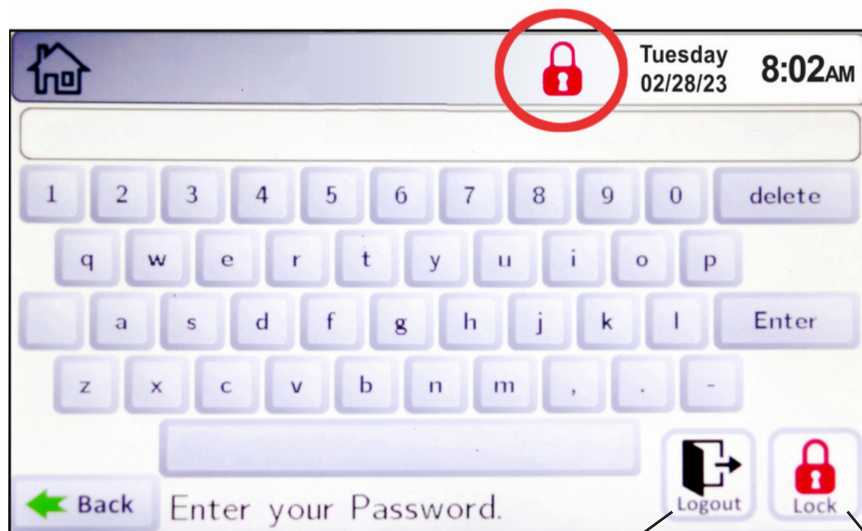 Tuesday
02/28/23
8:02AM
1 2 3 4 5 6 7 8 9 0 delete
q w e r t y u i o p
a s d f g h j k l Enter
z x c v b n m , . -
Logout
Lock
Back
Enter your Password.